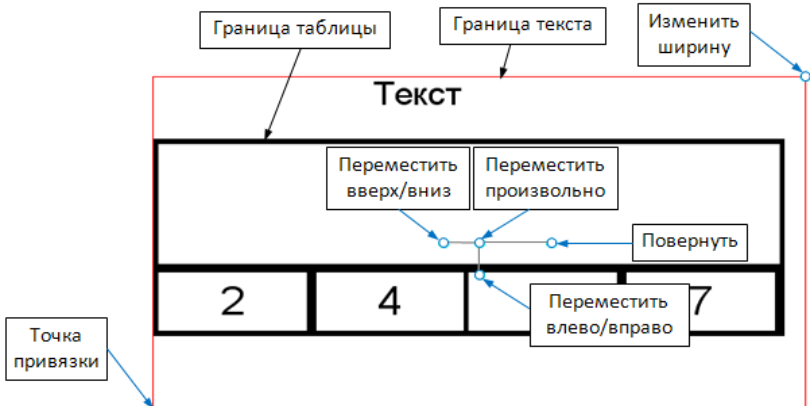 Граница таблицы
Граница текста
Изменить
ширину
Текст
Переместить
вверх/вниз
Переместить
произвольно
Повернуть
2
4
7
Переместить
влево/вправо
Точка
привязки